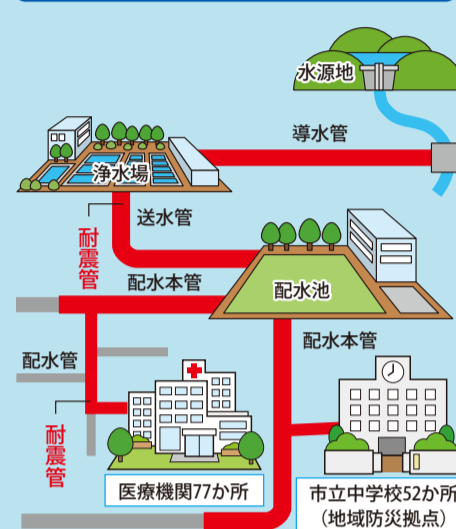 水源地
導水管
浄水場
送水管
耐震管
配水本管
配水池
配水本管
配水管
耐震管
医療機関77か所
市立中学校52か所
（地域防災拠点）